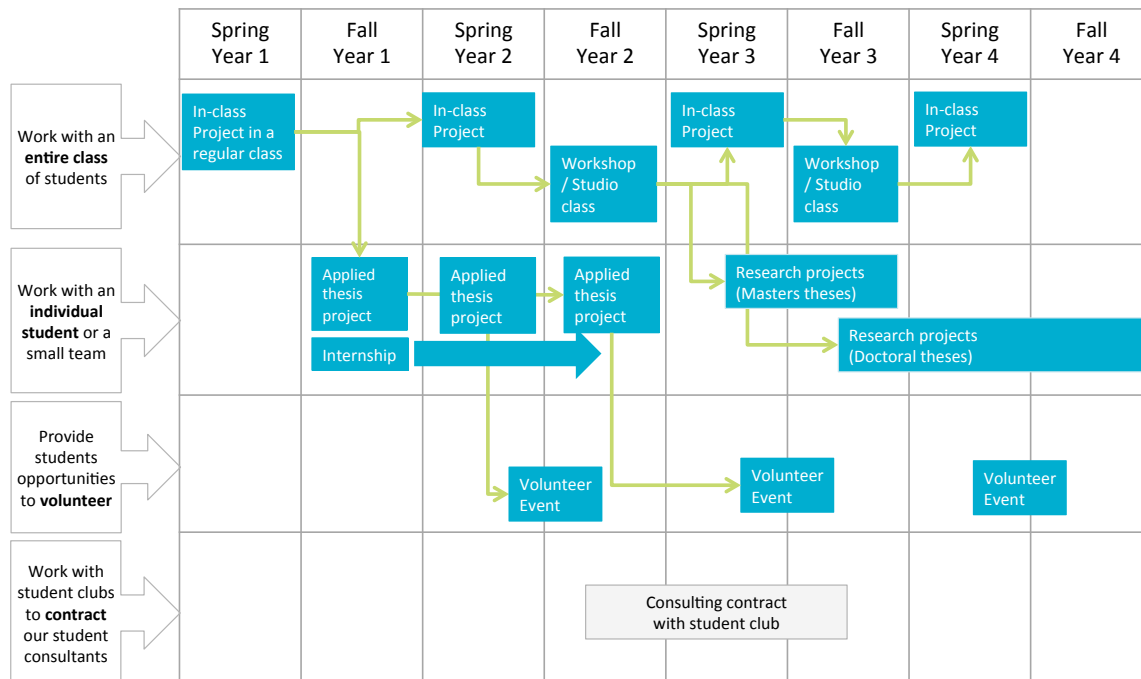 Spring
Year 1
Fall
Year 1
Spring
Year 2
Fall
Year 2
Spring
Year 3
Fall
Year 3
Spring
Year 4
Fall
Year 4
Work with an
entire class
of students
In-class
Project in a
regular class
In-class
Project
Workshop
/ Studio
class
In-class
Project
Workshop
/ Studio
class
In-class
Project
Work with an
individual
student or a
small team
Applied
thesis
project
Applied
thesis
project
Applied
thesis
project
Research projects
(Masters theses)
Internship
Research projects
(Doctoral theses)
Provide
students
opportunities
to volunteer
Volunteer
Event
Volunteer
Event
Volunteer
Event
Work with
student clubs
to contract
our student
consultants
Consulting contract
with student club